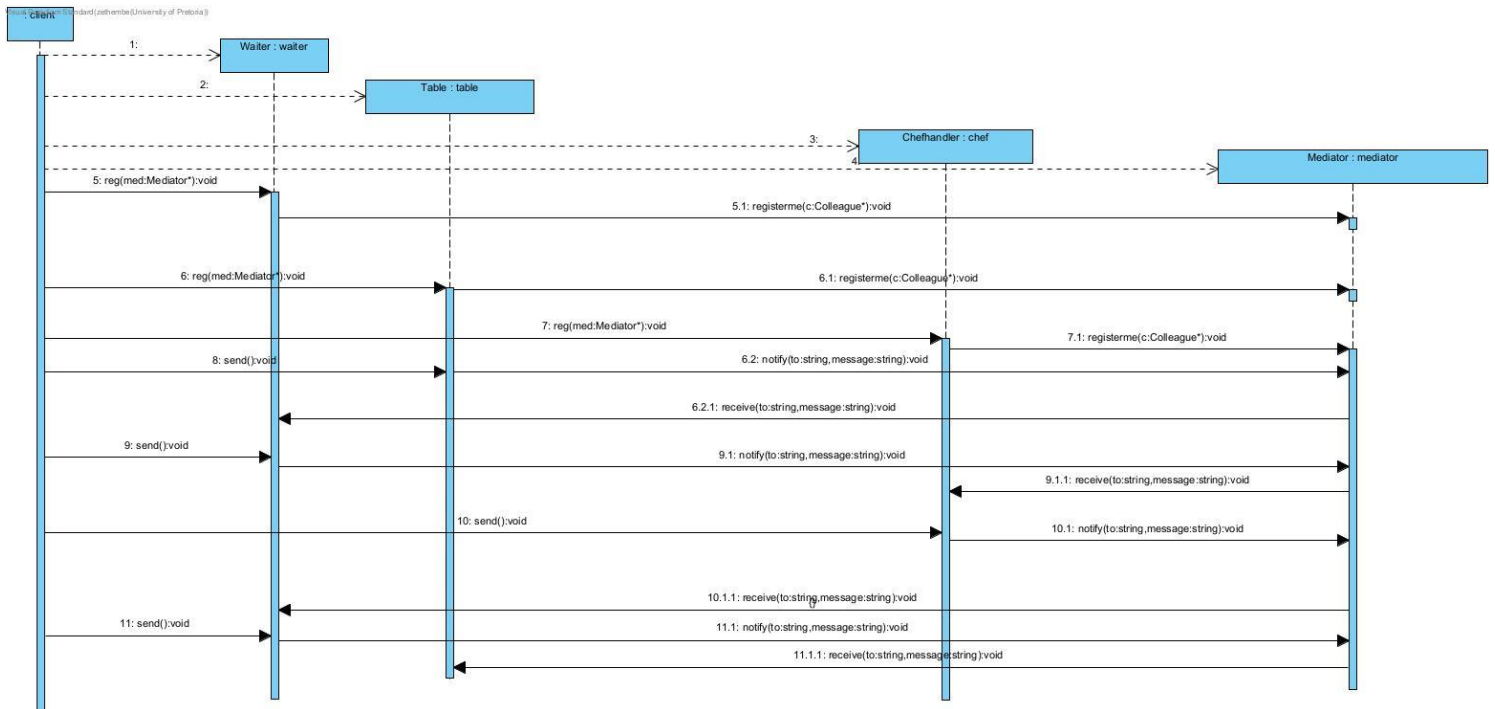 Standard(zethembe(University of Pretoria))
: client
1:
Waiter : waiter
2:
Table : table
3:
Chefhandler : chef
4:
Mediator : mediator
5: reg(med:Mediator*):void
5.1: registerme(c:Colleague*):void
6: reg(med:Mediator*):void
6.1: registerme(c:Colleague*):void
7: reg(med:Mediator*):void
7.1: registerme(c:Colleague*):void
8: send():void
6.2: notify(to:string,message:string):void
6.2.1: receive(to:string,message:string):void
9: send():void
9.1: notify(to:string,message:string):void
9.1.1: receive(to:string,message:string):void
10: send():void
10.1: notify(to:string,message:string):void
10.1.1: receive(to:string,message:string):void
11: send():void
11.1: notify(to:string,message:string):void
11.1.1: receive(to:string,message:string):void